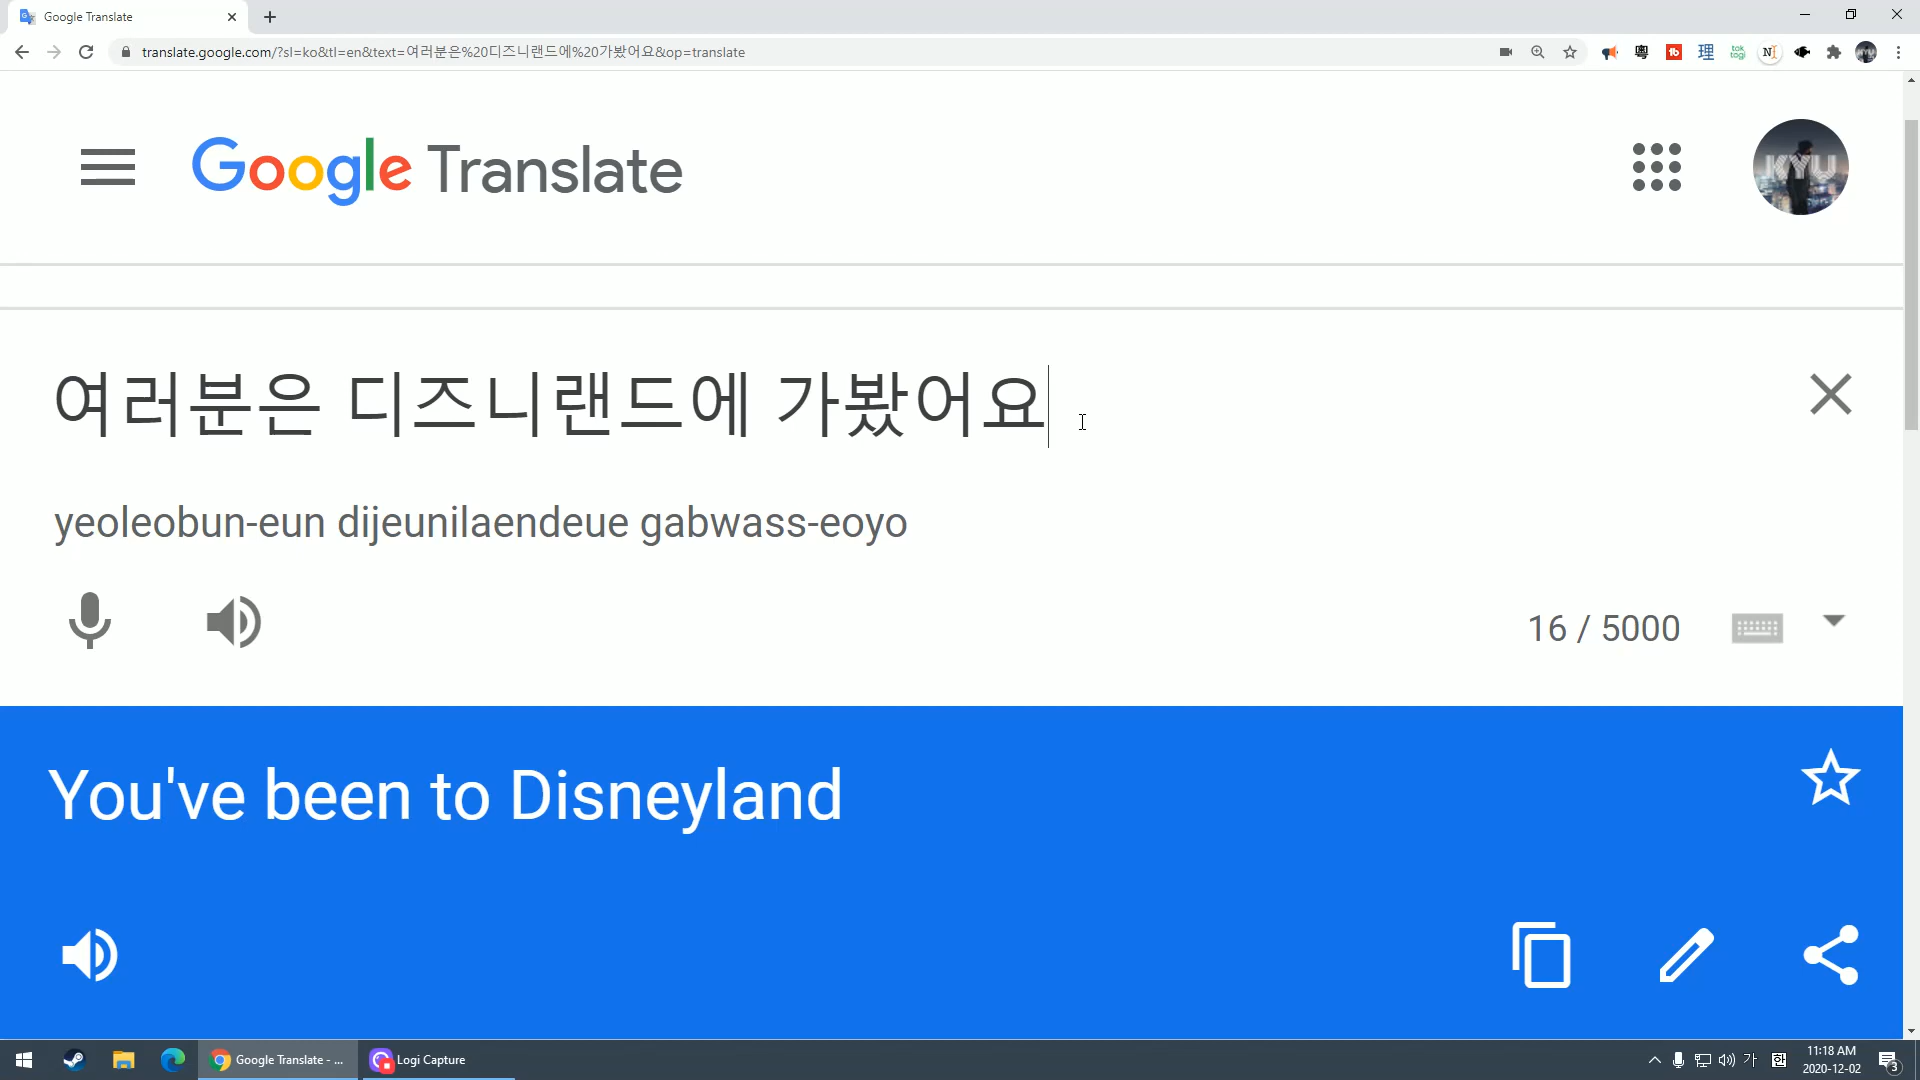 Google Translate
translate.google.com/?sl=ko&tl=en&text=여러분은%20디즈니랜드에%20가봤어요&op=translate
Google Translate
KYU
여러분은 디즈니랜드에 가봤어요
yeoleobun-eun dijeunilaendeue gabwass-eoyo
16 / 5000
You've been to Disneyland
Google Translate - ...
Logi Capture
가
11:18 AM
2020-12-02
3